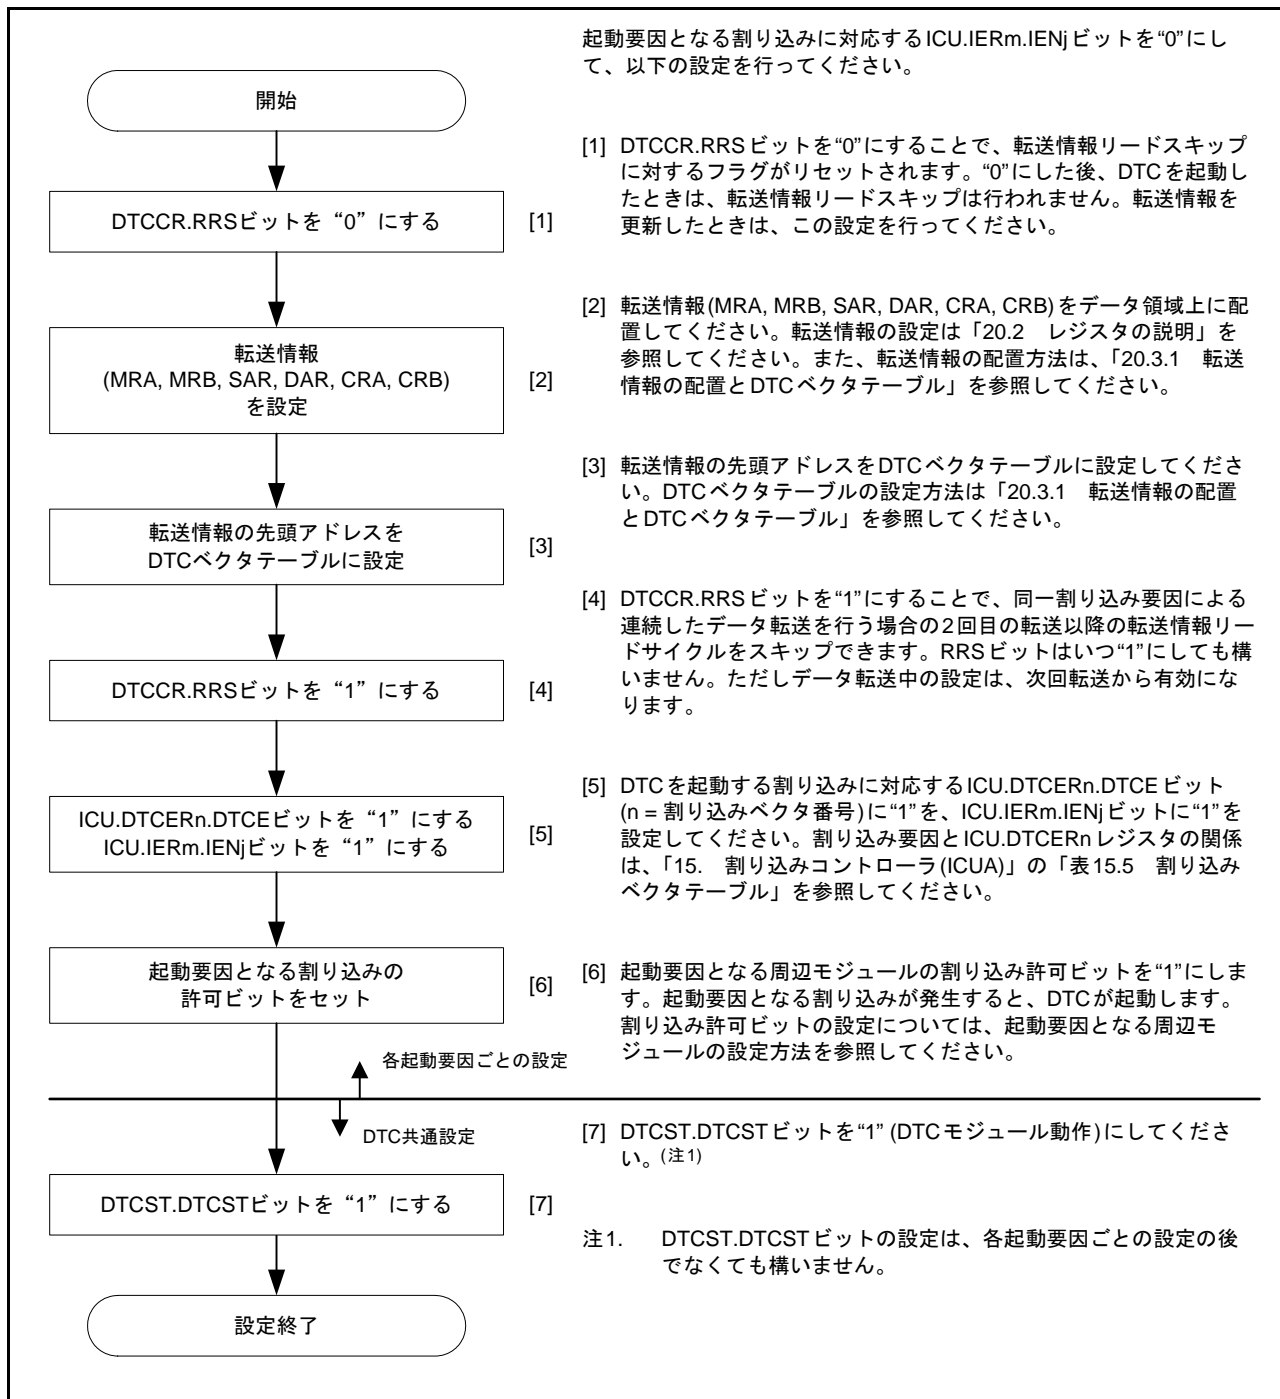 起動要因となる割り込みに対応するICU.IERm.IENjビットを“0”にし
て、以下の設定を行ってください。
開始
[1] DTCCR.RRSビットを“0”にすることで、転送情報リードスキップ
に対するフラグがリセットされます。“0”にした後、DTCを起動し
たときは、転送情報リードスキップは行われません。転送情報を
更新したときは、この設定を行ってください。
DTCCR.RRSビットを“0”にする
[1]
[2] 転送情報(MRA, MRB, SAR, DAR, CRA, CRB)をデータ領域上に配
置してください。転送情報の設定は「20.2 レジスタの説明」を
参照してください。また、転送情報の配置方法は、「20.3.1 転送
情報の配置とDTCベクタテーブル」を参照してください。
転送情報
(MRA, MRB, SAR, DAR, CRA, CRB)
を設定
[2]
[3] 転送情報の先頭アドレスをDTCベクタテーブルに設定してくださ
い。DTCベクタテーブルの設定方法は「20.3.1 転送情報の配置
とDTCベクタテーブル」を参照してください。
転送情報の先頭アドレスを
DTCベクタテーブルに設定
[3]
[4] DTCCR.RRSビットを“1”にすることで、同一割り込み要因による
連続したデータ転送を行う場合の2回目の転送以降の転送情報リー
ドサイクルをスキップできます。RRSビットはいつ“1”にしても構
いません。ただしデータ転送中の設定は、次回転送から有効にな
ります。
DTCCR.RRSビットを“1”にする
[4]
[5] DTCを起動する割り込みに対応するICU.DTCERn.DTCEビット
(n = 割り込みベクタ番号)に“1”を、ICU.IERm.IENjビットに“1”を
設定してください。割り込み要因とICU.DTCERnレジスタの関係
は、「15. 割り込みコントローラ(ICUA)」の「表15.5 割り込み
ベクタテーブル」を参照してください。
ICU.DTCERn.DTCEビットを“1”にする
ICU.IERm.IENjビットを“1”にする
[5]
[6] 起動要因となる周辺モジュールの割り込み許可ビットを“1”にしま
す。起動要因となる割り込みが発生すると、DTCが起動します。
割り込み許可ビットの設定については、起動要因となる周辺モ
ジュールの設定方法を参照してください。
起動要因となる割り込みの
許可ビットをセット
[6]
各起動要因ごとの設定
DTC共通設定
[7] DTCST.DTCSTビットを“1” (DTCモジュール動作)にしてくださ
い。(注1)
DTCST.DTCSTビットを“1”にする
[7]
注1. DTCST.DTCSTビットの設定は、各起動要因ごとの設定の後
でなくても構いません。
設定終了